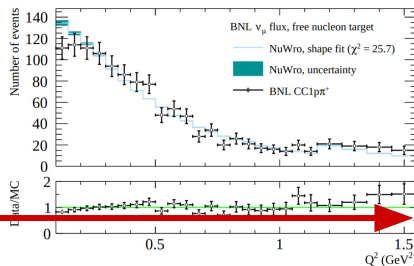 BNL νμ flux, free nucleon target
NuWro, shape fit (χ² = 25.7)
NuWro, uncertainty
BNL CC1pπ⁺
Number of events
140
120
100
80
60
40
20
0
Data/MC
2
1
0
0.5
1
1.5
Q² (GeV²